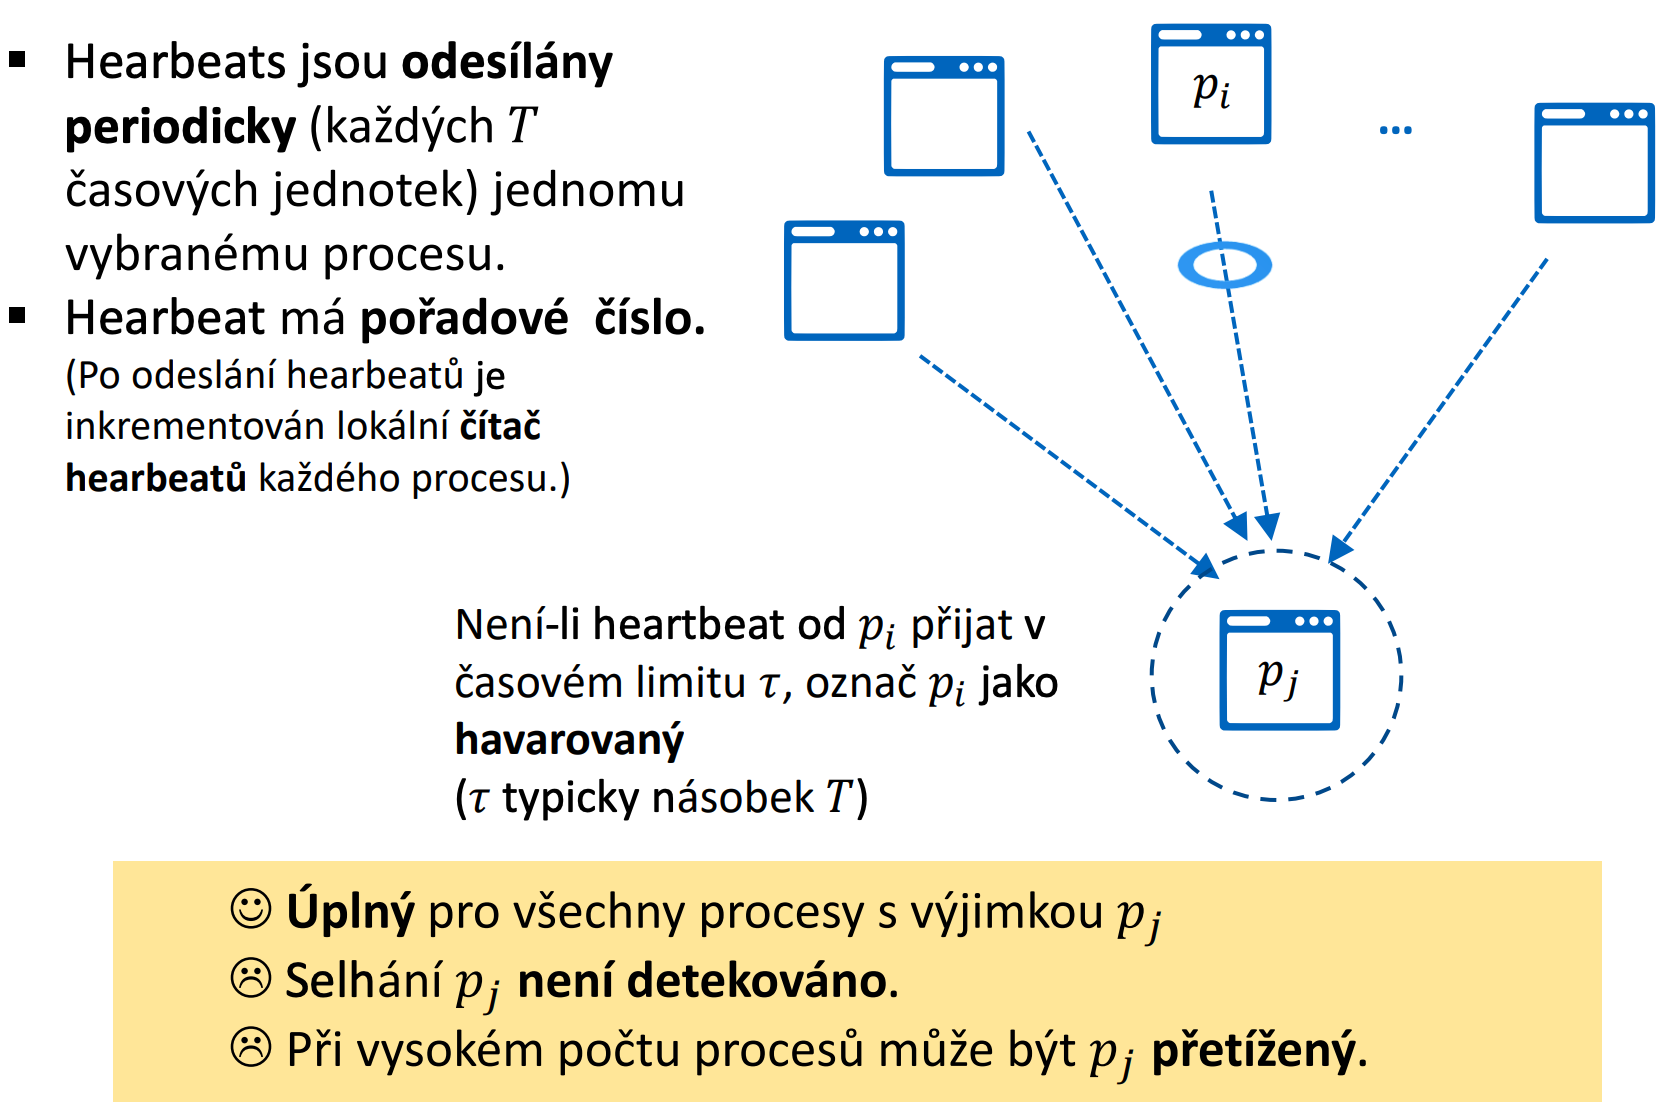 ▪ Hearbeats jsou odesílány
periodicky (každých T
časových jednotek) jednomu
vybranému procesu.
▪ Hearbeat má pořadové číslo.
(Po odeslání hearbeatů je
inkrementován lokální čítač
hearbeatů každého procesu.)
p_i
...
Není-li heartbeat od p_i přijat v
časovém limitu τ, označ p_i jako
havarovaný
(τ typicky násobek T)
p_j
☺ Úplný pro všechny procesy s výjimkou p_j
☹ Selhání p_j není detekováno.
☹ Při vysokém počtu procesů může být p_j přetížený.